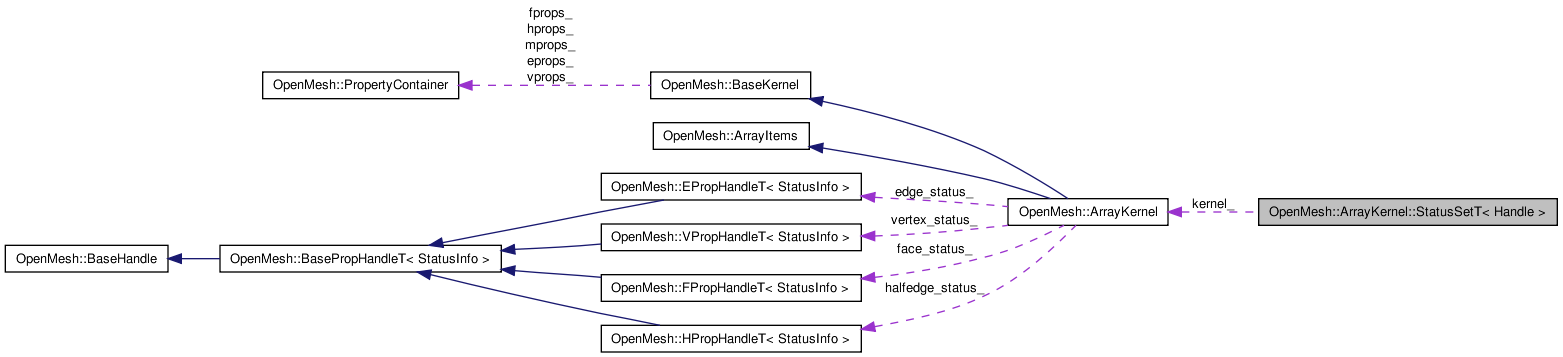 fprops_
hprops_
mprops_
eprops_
vprops_
OpenMesh::PropertyContainer
OpenMesh::BaseKernel
OpenMesh::ArrayItems
OpenMesh::EPropHandleT< StatusInfo >
edge_status_
OpenMesh::ArrayKernel
kernel_
OpenMesh::ArrayKernel::StatusSetT< Handle >
vertex_status_
OpenMesh::VPropHandleT< StatusInfo >
face_status_
OpenMesh::BaseHandle
OpenMesh::BasePropHandleT< StatusInfo >
OpenMesh::FPropHandleT< StatusInfo >
halfedge_status_
OpenMesh::HPropHandleT< StatusInfo >